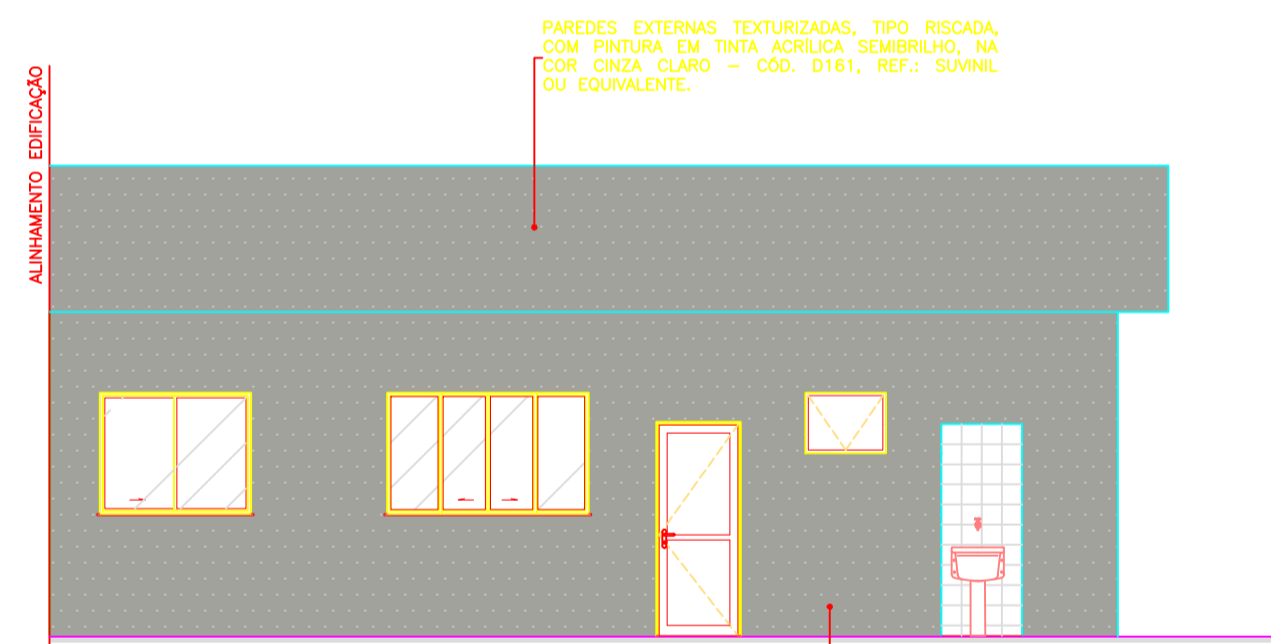 PAREDES EXTERNAS TEXTURIZADAS, TIPO RISCADA,
COM PINTURA EM TINTA ACRÍLICA SEMIBRILHO, NA
COR CINZA CLARO – CÓD. D161, REF.: SUVINIL
OU EQUIVALENTE.
ALINHAMENTO EDIFICAÇÃO